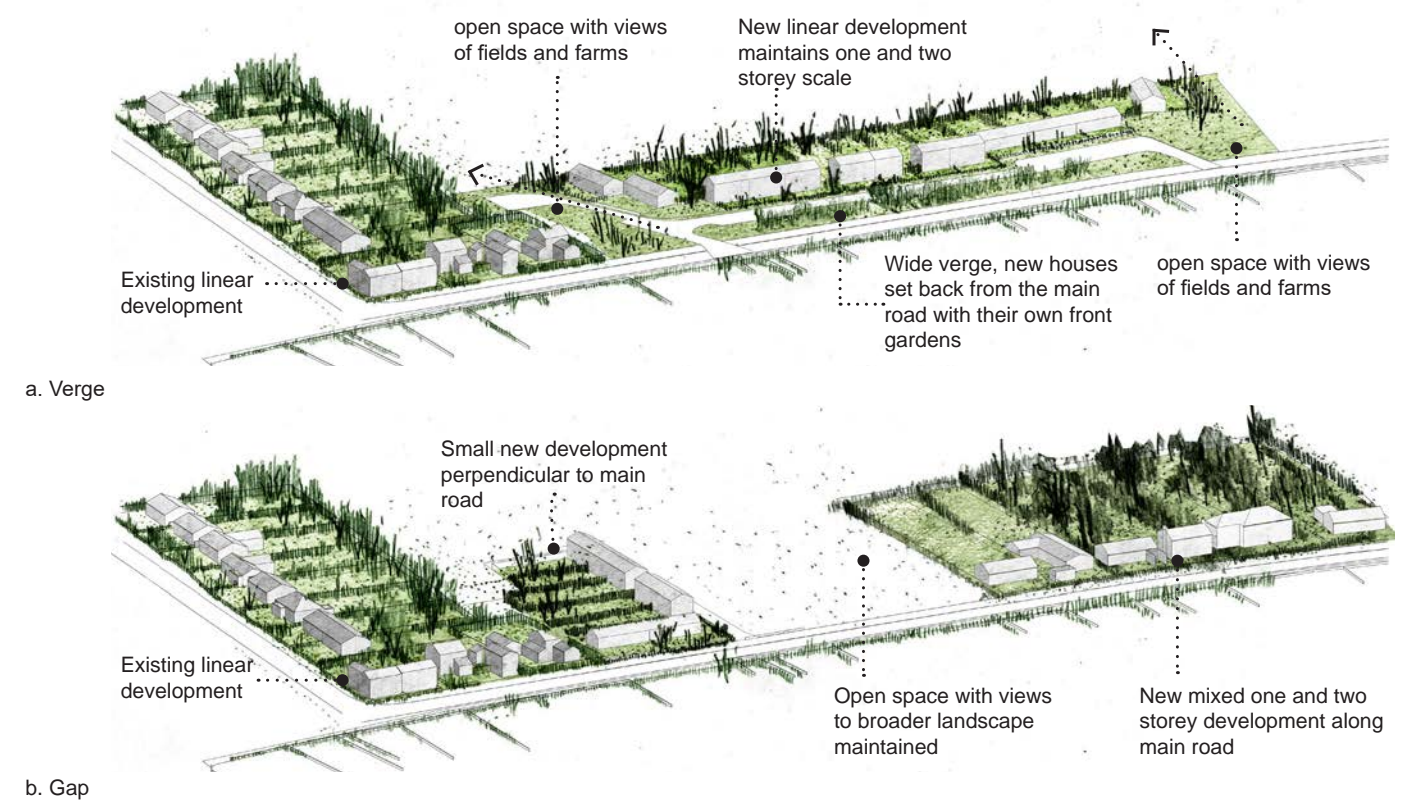 open space with views
of fields and farms
New linear development
maintains one and two
storey scale
Existing linear
development
Wide verge, new houses
set back from the main
road with their own front
gardens
open space with views
of fields and farms
a. Verge
Small new development
perpendicular to main
road
Existing linear
development
Open space with views
to broader landscape
maintained
New mixed one and two
storey development along
main road
b. Gap